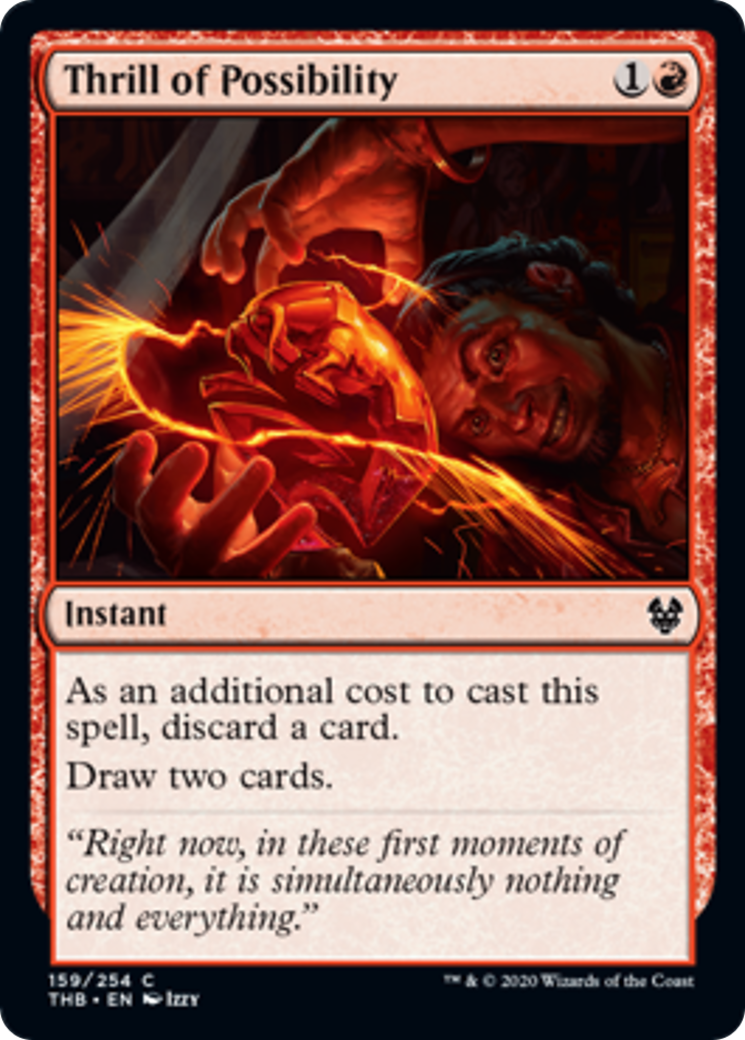 Thrill of Possibility 1
Instant
As an additional cost to cast this
spell, discard a card.
Draw two cards.
“Right now, in these first moments of
creation, it is simultaneously nothing
and everything.”
159/254 C
THB • EN Izzy
™ & © 2020 Wizards of the Coast